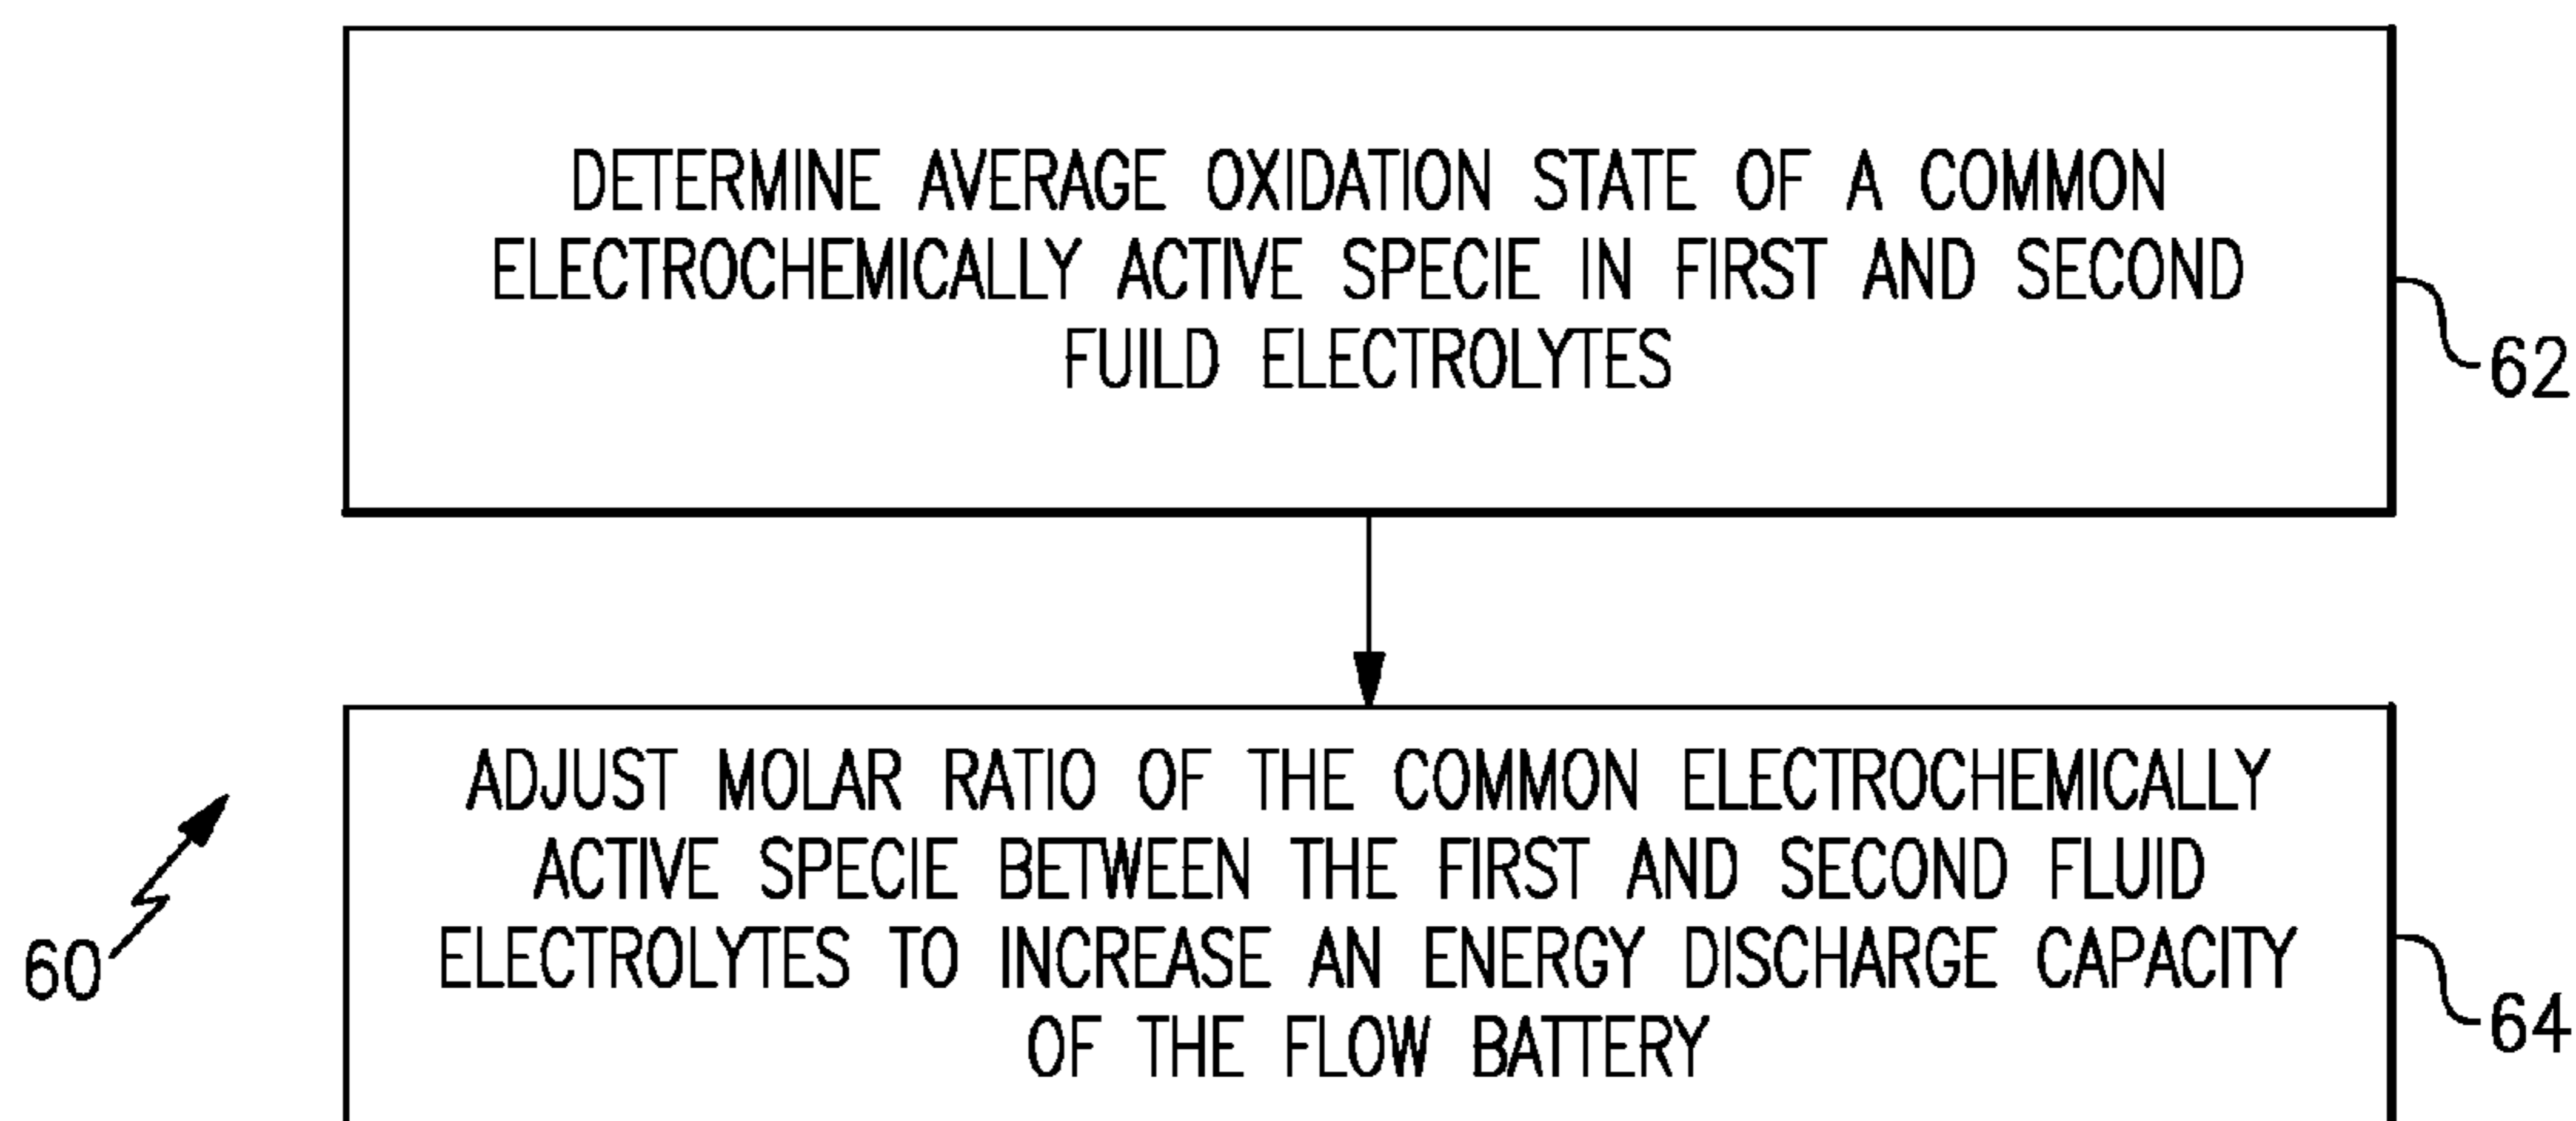 DETERMINE AVERAGE OXIDATION STATE OF A COMMON
ELECTROCHEMICALLY ACTIVE SPECIE IN FIRST AND SECOND
FUILD ELECTROLYTES
62
ADJUST MOLAR RATIO OF THE COMMON ELECTROCHEMICALLY
ACTIVE SPECIE BETWEEN THE FIRST AND SECOND FLUID
ELECTROLYTES TO INCREASE AN ENERGY DISCHARGE CAPACITY
OF THE FLOW BATTERY
60
64